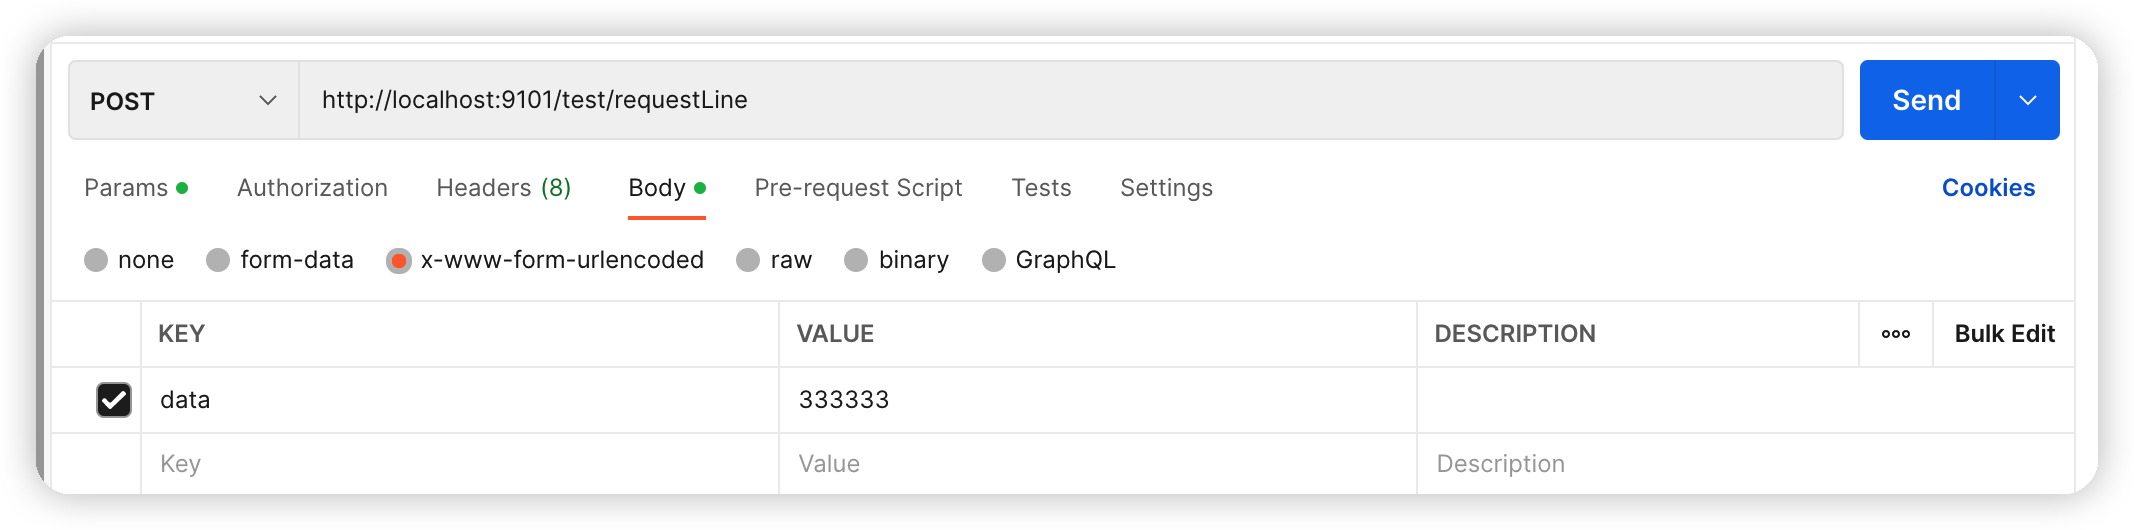 POST http://localhost:9101/test/requestLine Send
Params Authorization Headers (8) Body Pre-request Script Tests Settings Cookies
none form-data x-www-form-urlencoded raw binary GraphQL
KEY VALUE DESCRIPTION ooo Bulk Edit
data 333333
Key Value Description